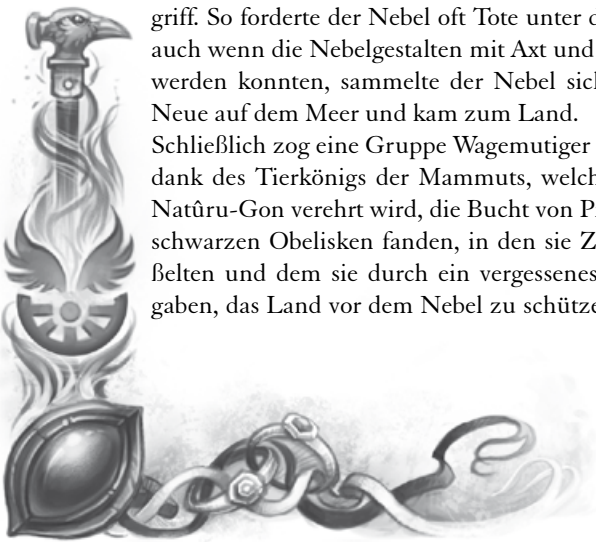 griff. So forderte der Nebel oft Tote unter
auch wenn die Nebelgestalten mit Axt und
werden konnten, sammelte der Nebel
Neue auf dem Meer und kam zum Land.
Schließlich zog eine Gruppe Wagemutiger
dank des Tierkönigs der Mammuts,
Natûru-Gon verehrt wird, die Bucht von
schwarzen Obelisken fanden, in den sie
ßelten und dem sie durch ein vergessenes
gaben, das Land vor dem Nebel zu